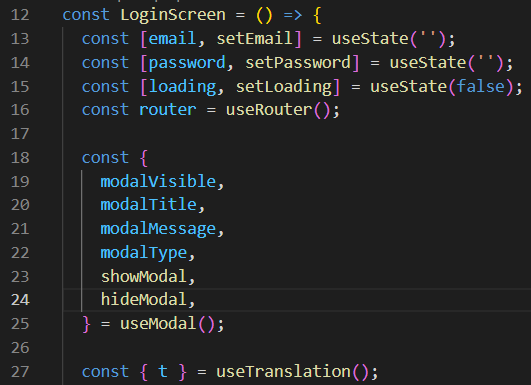 12 const LoginScreen = () => {
13   const [email, setEmail] = useState('');
14   const [password, setPassword] = useState('');
15   const [loading, setLoading] = useState(false);
16   const router = useRouter();
17
18   const {
19     modalVisible,
20     modalTitle,
21     modalMessage,
22     modalType,
23     showModal,
24     hideModal,
25   } = useModal();
26
27   const { t } = useTranslation();